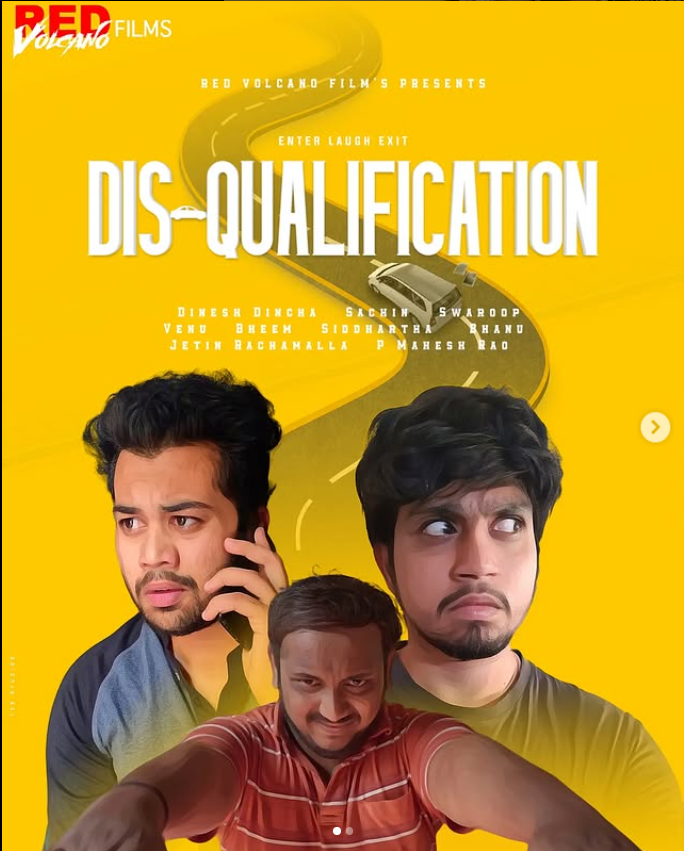 RED
VOLCANO FILMS
RED VOLCANO FILM'S PRESENTS
ENTER LAUGH EXIT
DIS-QUALIFICATION
DINESH DINCHA SACHIN SWAROOP
VENU BHEEM SIDDHARTHA BHANU
JETIN RACHAMALLA P MAHESH RAO